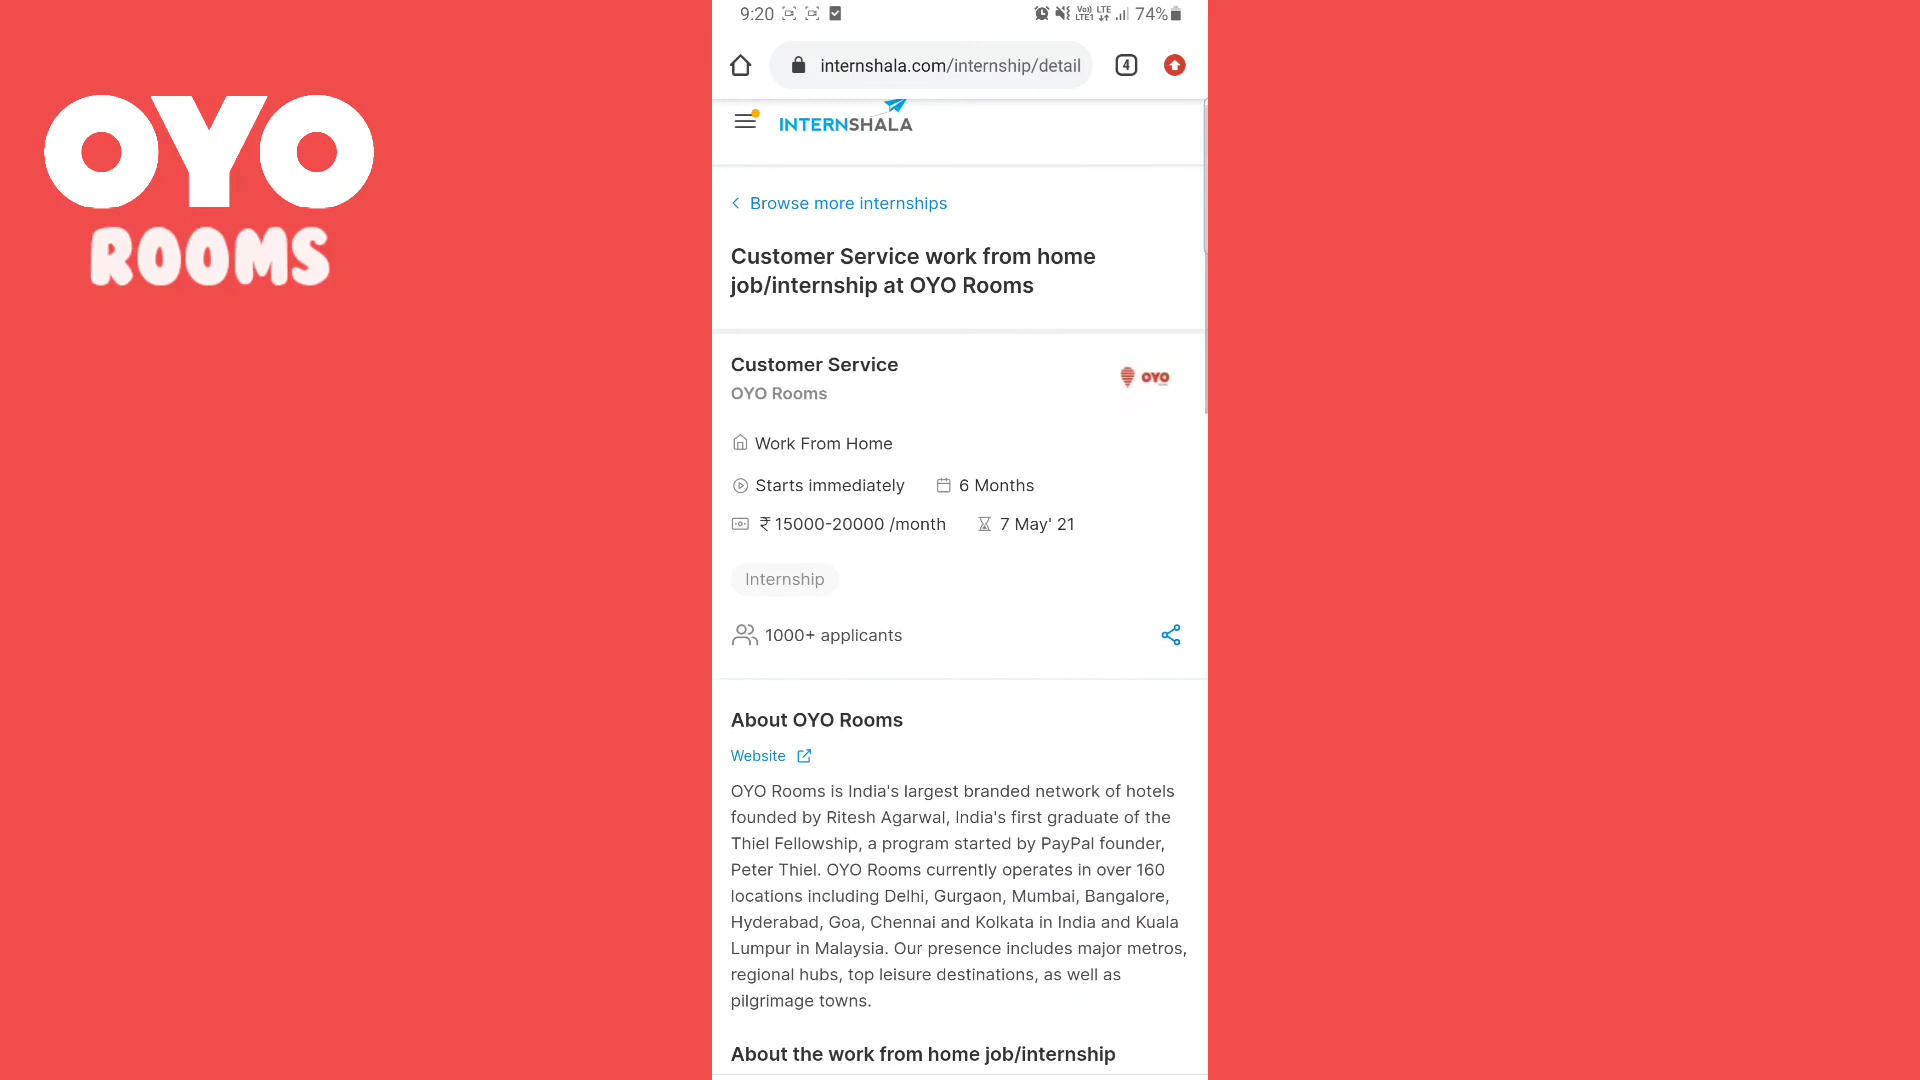 OYO
ROOMS
9:20
Vo)) LTE
LTE1
74%
internshala.com/internship/detail
4
INTERNSHALA
Browse more internships
Customer Service work from home
job/internship at OYO Rooms
Customer Service
OYO Rooms
OYO
Work From Home
Starts immediately
6 Months
₹ 15000-20000 /month
7 May' 21
Internship
1000+ applicants
About OYO Rooms
Website
OYO Rooms is India's largest branded network of hotels
founded by Ritesh Agarwal, India's first graduate of the
Thiel Fellowship, a program started by PayPal founder,
Peter Thiel. OYO Rooms currently operates in over 160
locations including Delhi, Gurgaon, Mumbai, Bangalore,
Hyderabad, Goa, Chennai and Kolkata in India and Kuala
Lumpur in Malaysia. Our presence includes major metros,
regional hubs, top leisure destinations, as well as
pilgrimage towns.
About the work from home job/internship